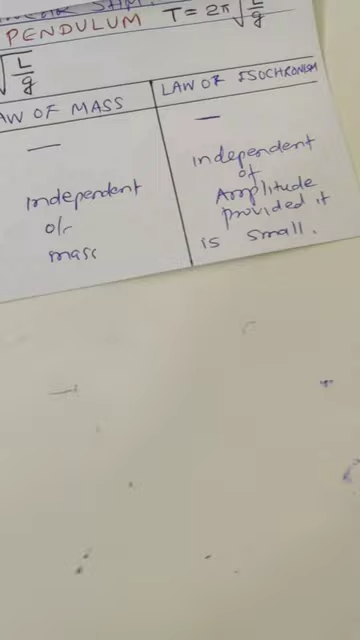 PENDULUM T = 2π √L/g
√L/g
AW OF MASS
LAW OF ISOCHRONISM
—
independent
of
mass
—
independent
of
Amplitude
provided it
is small.